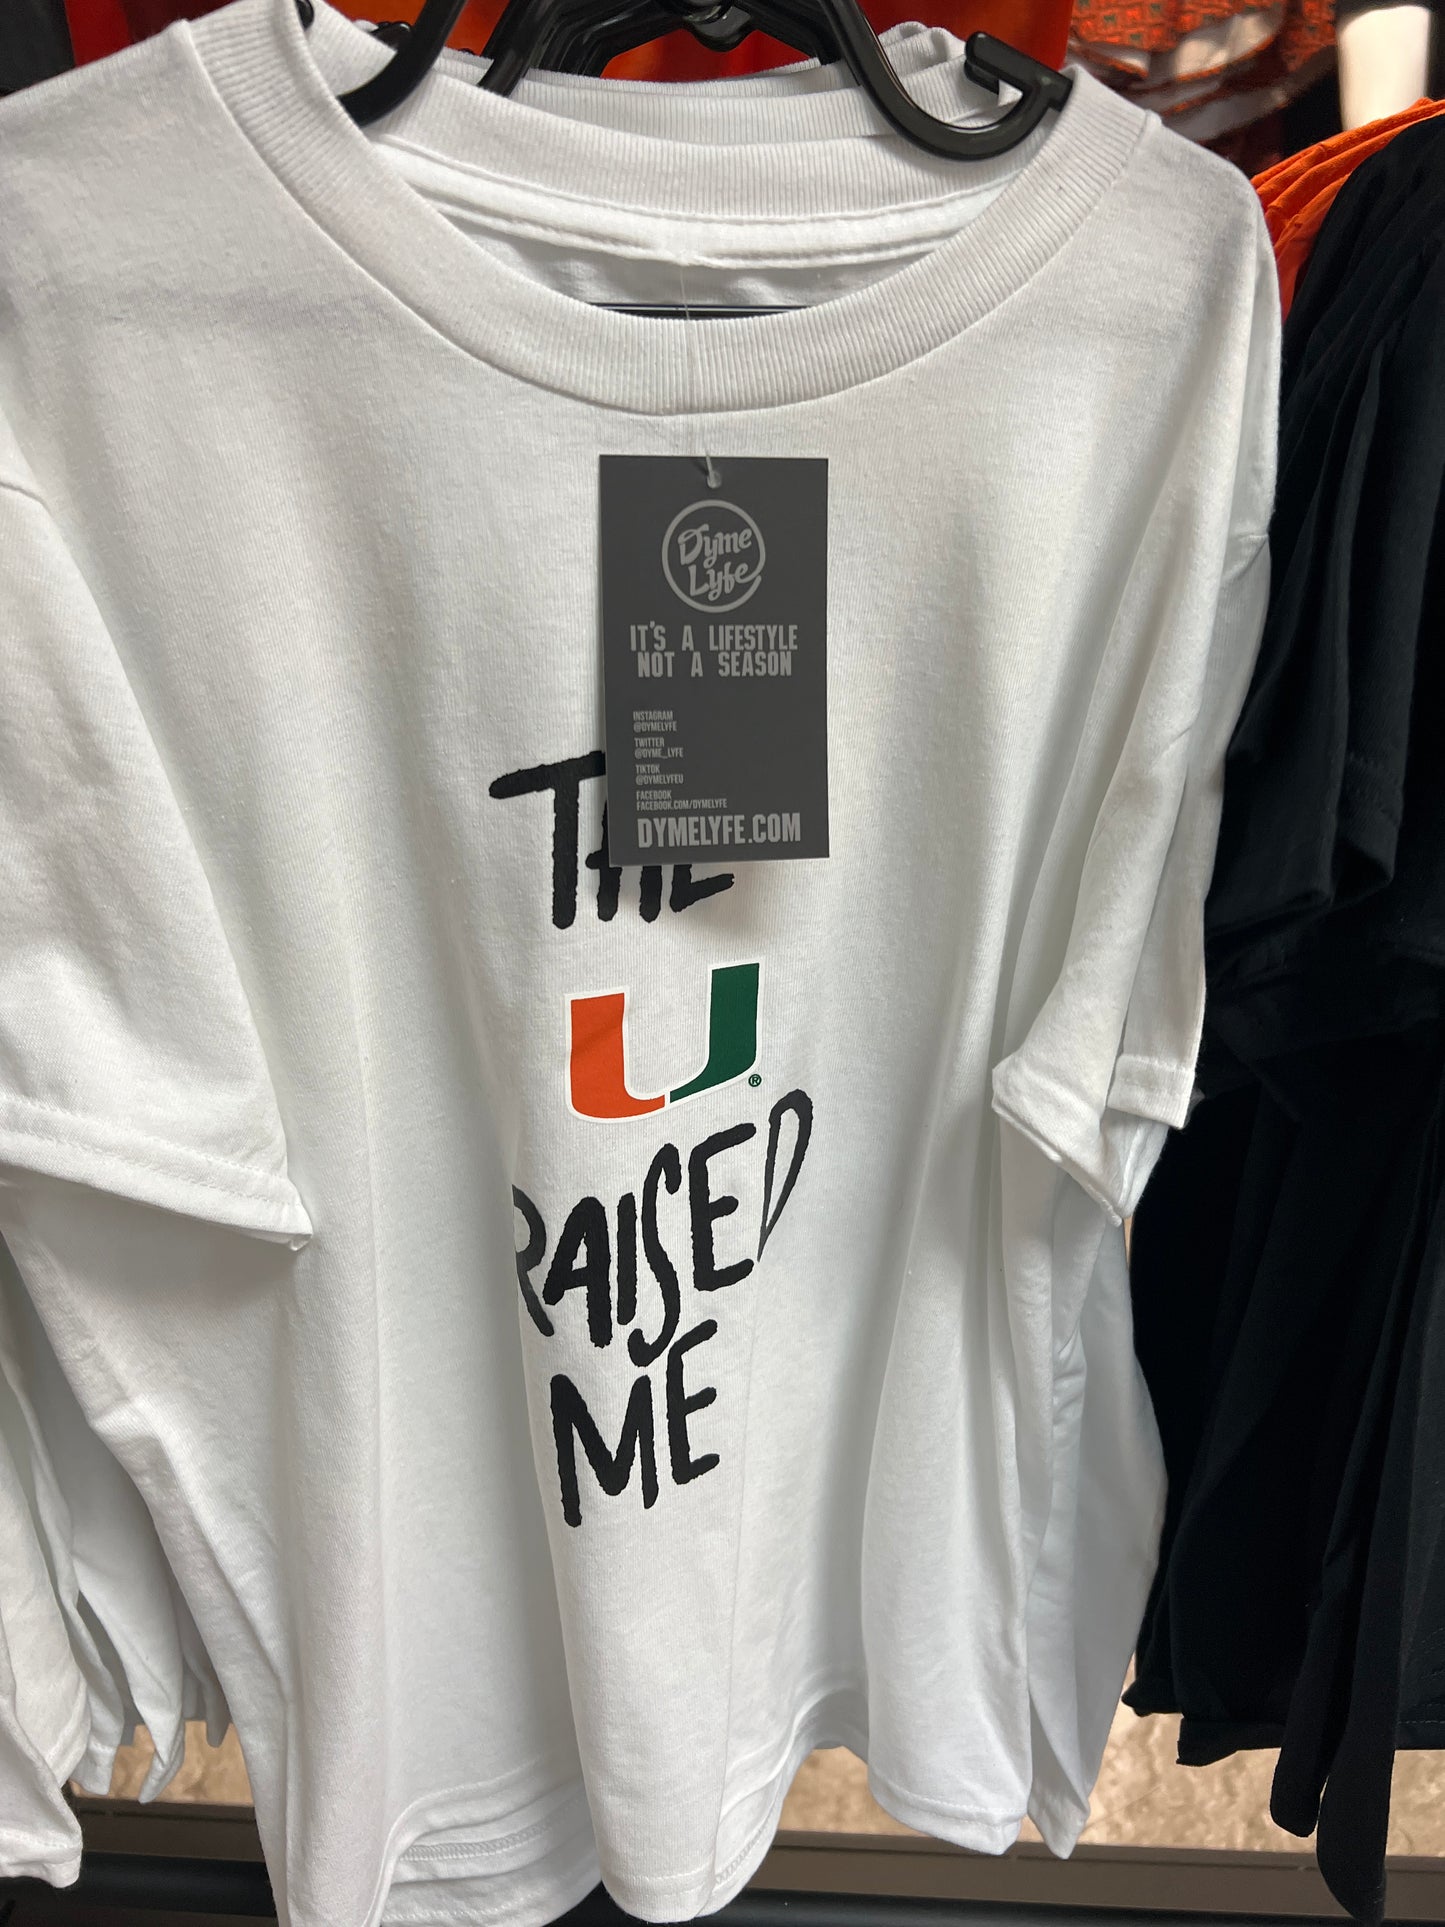 Dyme
Lyfe
IT'S A LIFESTYLE
NOT A SEASON
INSTAGRAM
@DYMELYFE
TWITTER
@DYME_LYFE
TIKTOK
@DYMELYFEU
FACEBOOK
FACEBOOK.COM/DYMELYFE
DYMELYFE.COM
THE
U®
RAISED
ME